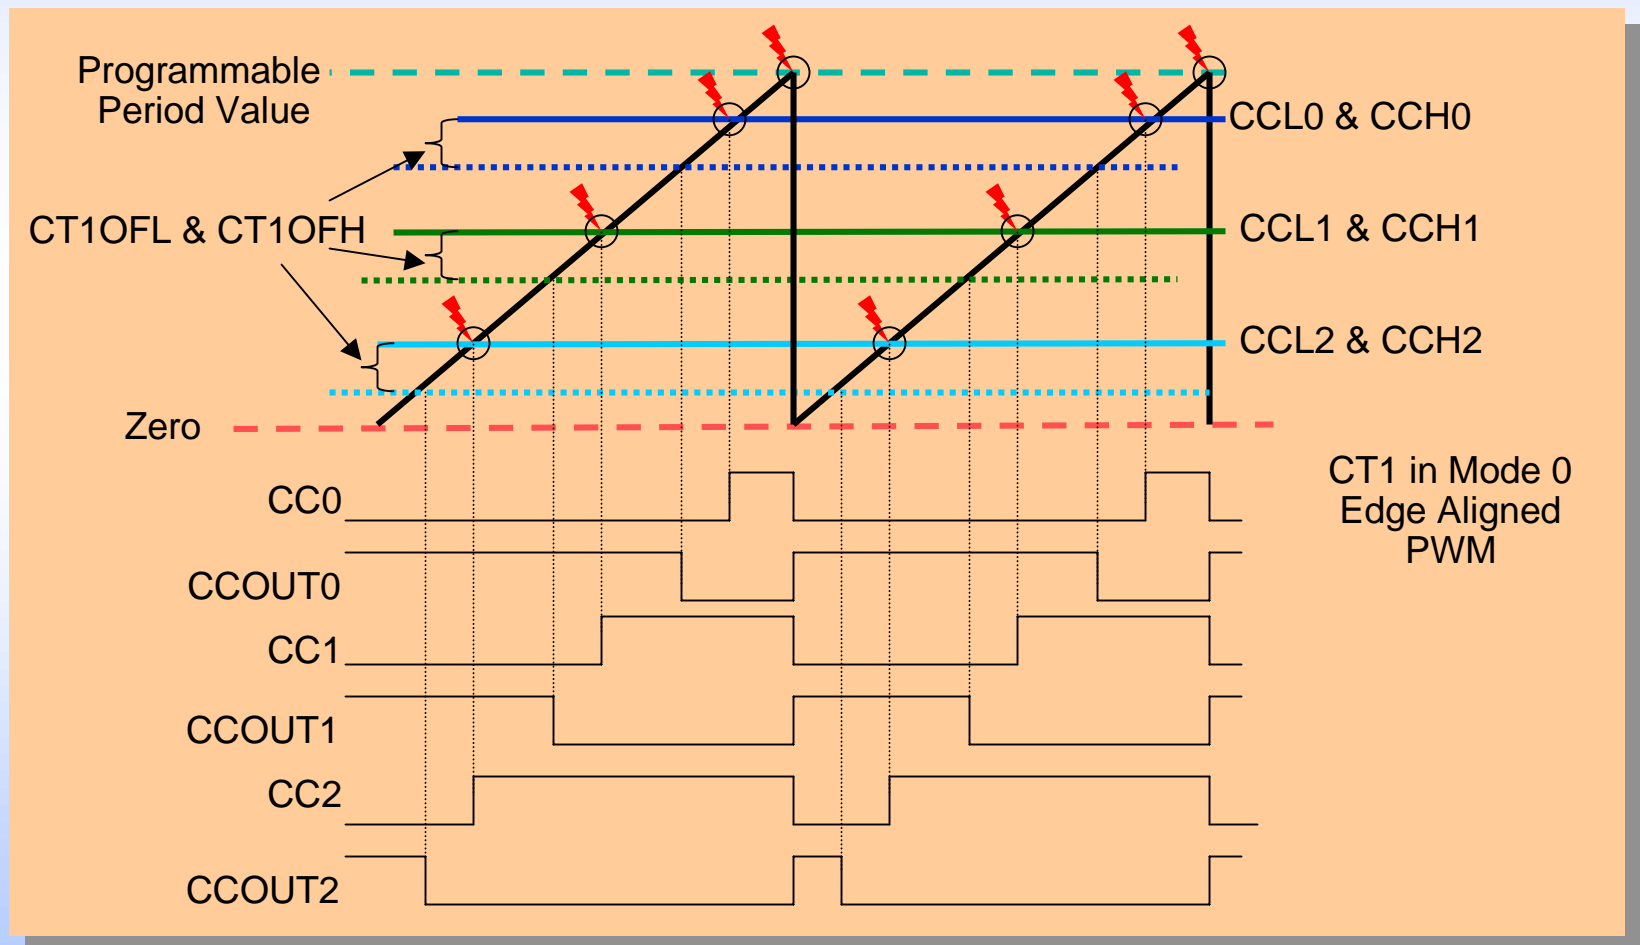 Programmable
Period Value
CCL0 & CCH0
CT1OFL & CT1OFH
CCL1 & CCH1
CCL2 & CCH2
Zero
CT1 in Mode 0
Edge Aligned
PWM
CC0
CCOUT0
CC1
CCOUT1
CC2
CCOUT2